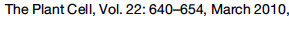 The Plant Cell, Vol. 22: 640–654, March 2010,